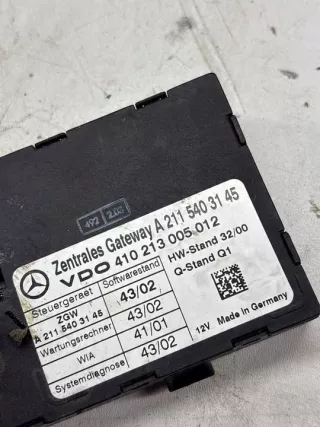 492 2.03
Zentrales Gateway A 211 540 31 45
VDO 410 213 005 012
Steuergeraet Softwarestand HW-Stand 32/00
ZGW 43/02 Q-Stand Q1
A 211 540 31 45 43/02
Wartungsrechner 41/01
WIA 43/02
Systemdiagnose 12V Made in Germany